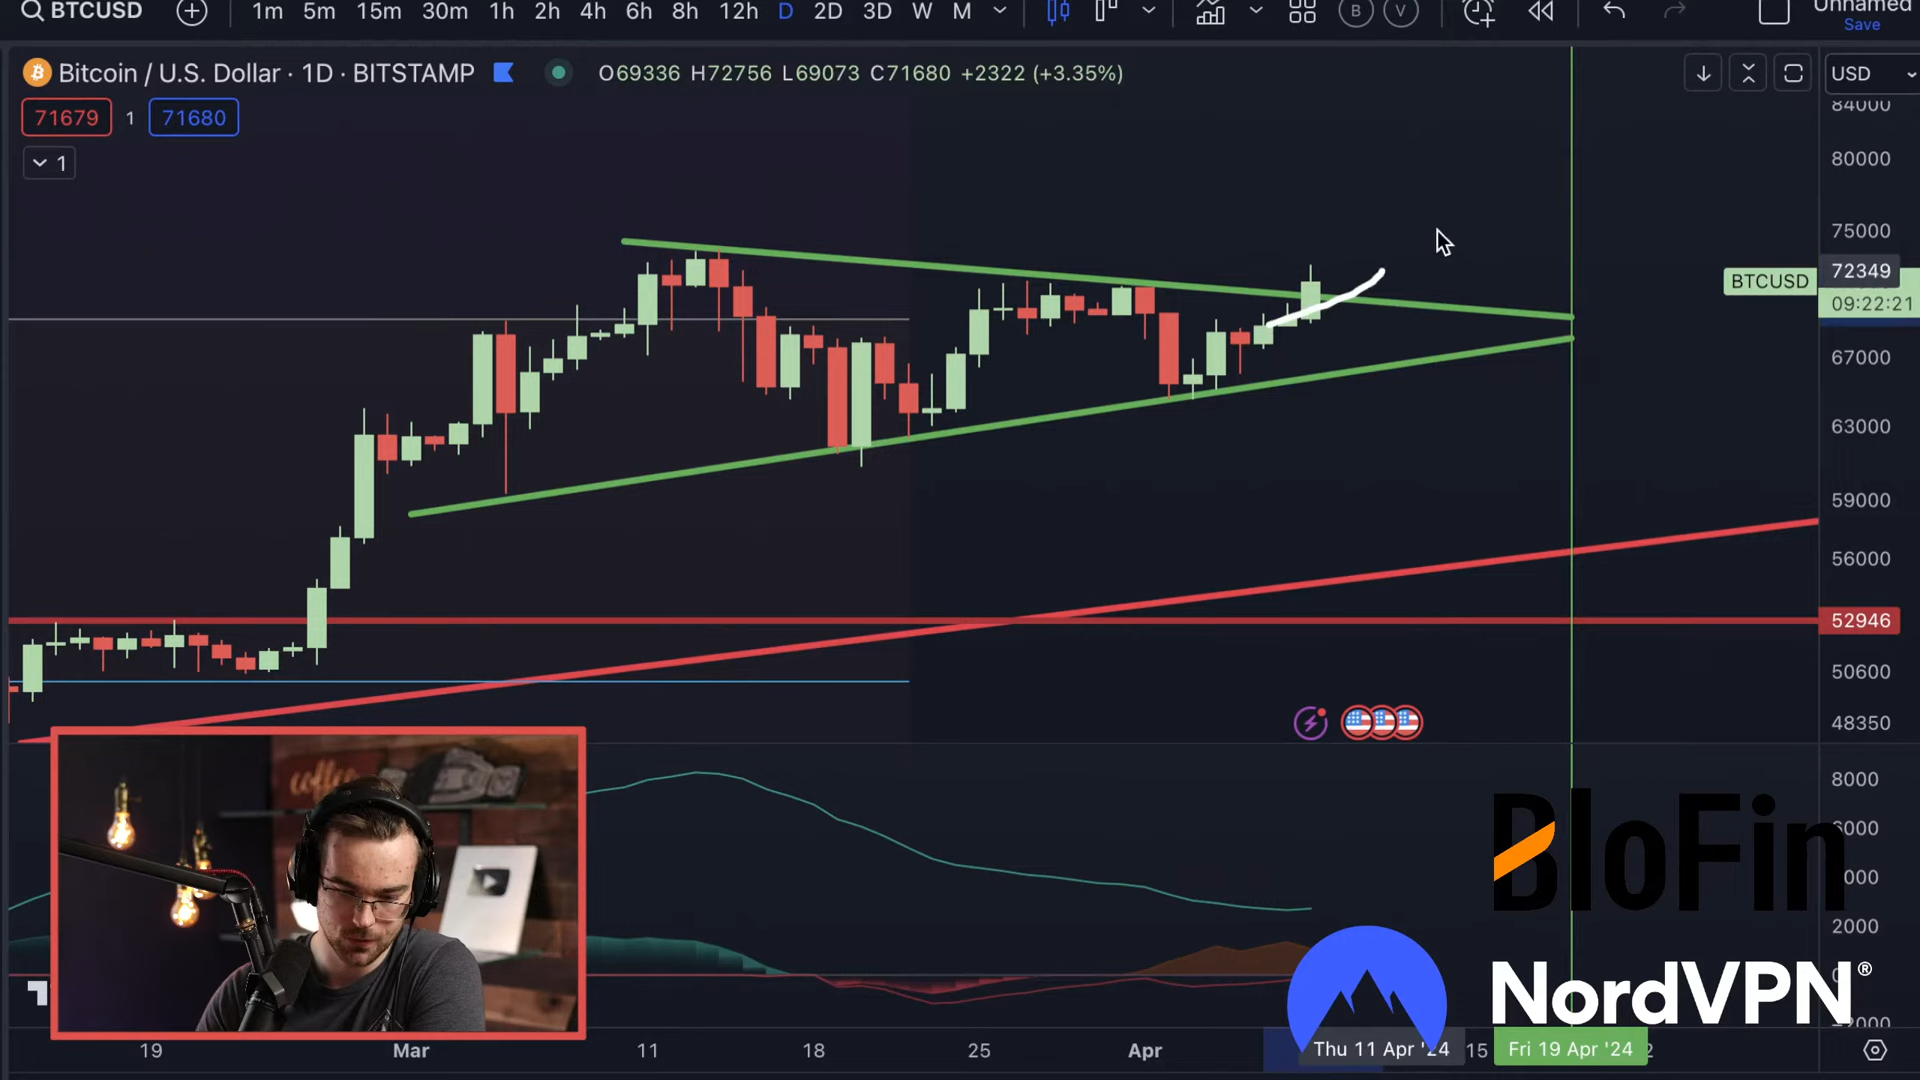 BTCUSD 1m 5m 15m 30m 1h 2h 4h 6h 8h 12h D 2D 3D W M B V Unnamed
Save
Bitcoin / U.S. Dollar · 1D · BITSTAMP O69336 H72756 L69073 C71680 +2322 (+3.35%) USD
84000
71679 1 71680
80000
1
75000
72349
BTCUSD
09:22:21
67000
63000
59000
56000
52946
50600
48350
8000
coffee
BloFin
2000
NordVPN®
19 Mar 11 18 25 Apr Thu 11 Apr '24 15 Fri 19 Apr '24